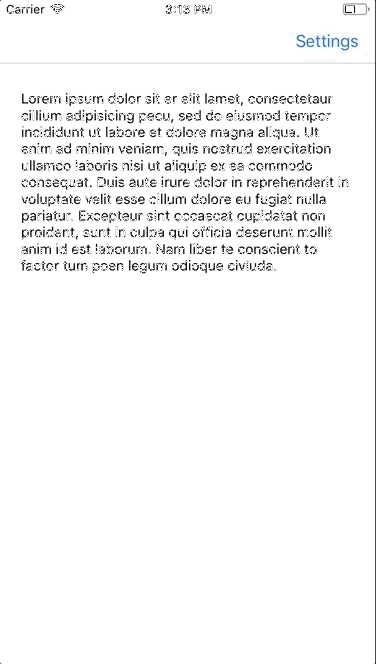 Carrier 3:13 PM
Settings
Lorem ipsum dolor sit er elit lamet, consectetaur
cillium adipisicing pecu, sed do eiusmod tempor
incididunt ut labore et dolore magna aliqua. Ut
enim ad minim veniam, quis nostrud exercitation
ullamco laboris nisi ut aliquip ex ea commodo
consequat. Duis aute irure dolor in reprehenderit in
voluptate velit esse cillum dolore eu fugiat nulla
pariatur. Excepteur sint occaecat cupidatat non
proident, sunt in culpa qui officia deserunt mollit
anim id est laborum. Nam liber te conscient to
factor tum poen legum odioque civiuda.